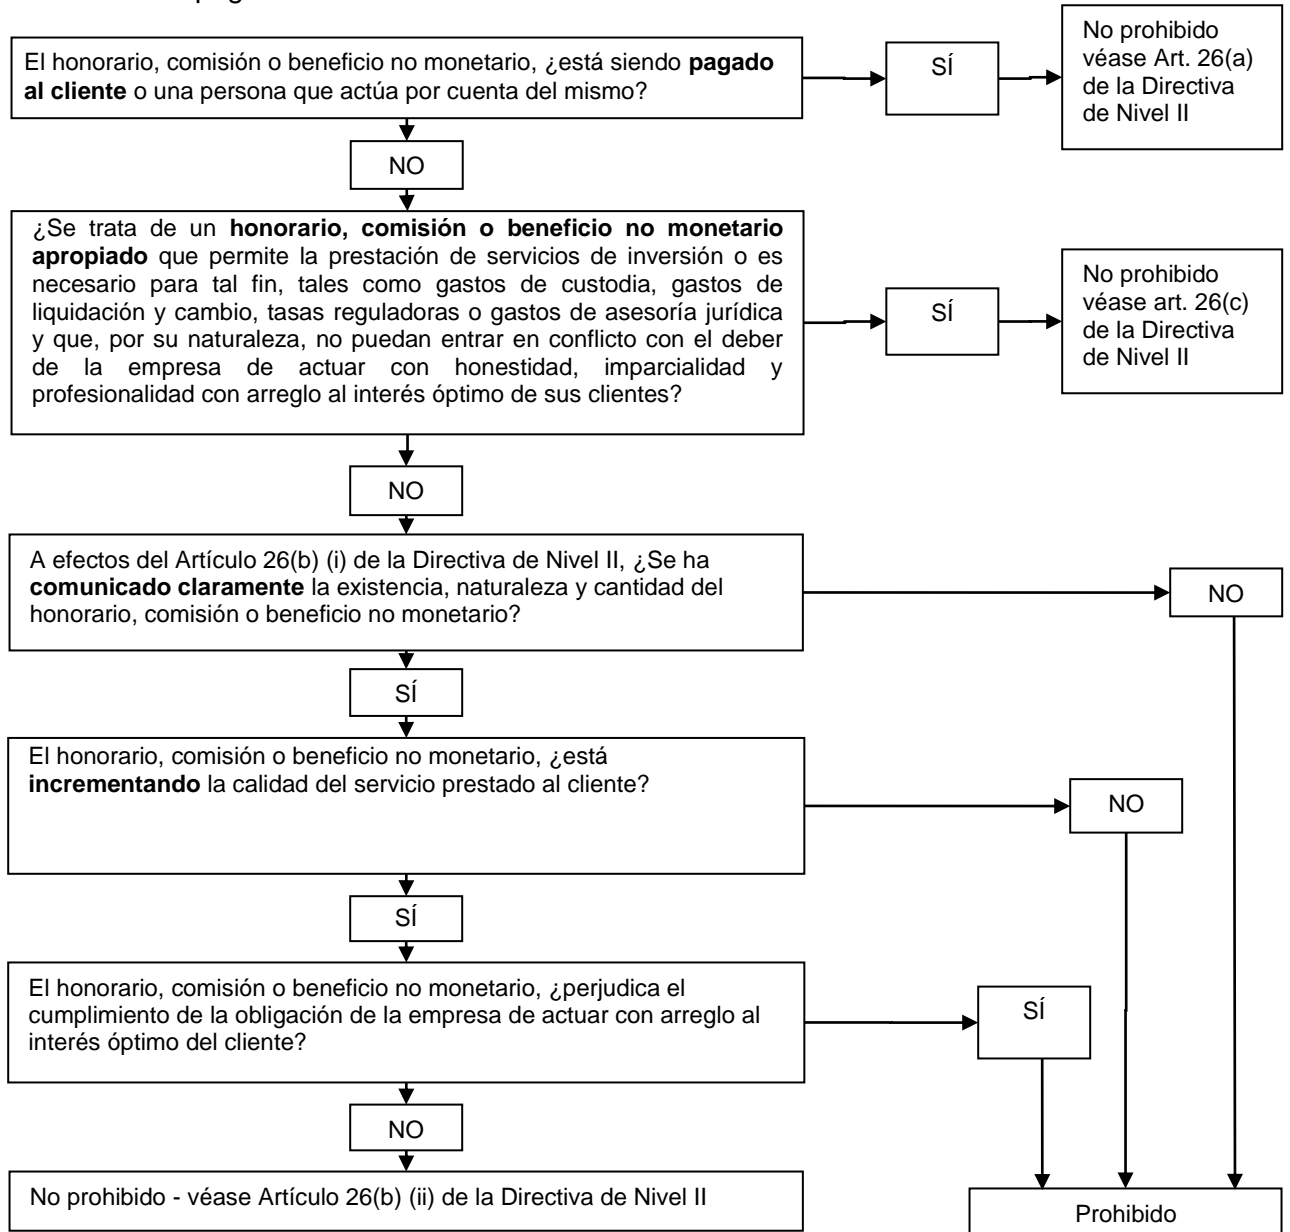 El honorario, comisión o beneficio no monetario, ¿está siendo pagado
al cliente o una persona que actúa por cuenta del mismo?
SÍ
No prohibido
véase Art. 26(a)
de la Directiva
de Nivel II
NO
¿Se trata de un honorario, comisión o beneficio no monetario
apropiado que permite la prestación de servicios de inversión o es
necesario para tal fin, tales como gastos de custodia, gastos de
liquidación y cambio, tasas reguladoras o gastos de asesoría jurídica
y que, por su naturaleza, no puedan entrar en conflicto con el deber
de la empresa de actuar con honestidad, imparcialidad y
profesionalidad con arreglo al interés óptimo de sus clientes?
SÍ
No prohibido
véase art. 26(c)
de la Directiva
de Nivel II
NO
A efectos del Artículo 26(b) (i) de la Directiva de Nivel II, ¿Se ha
comunicado claramente la existencia, naturaleza y cantidad del
honorario, comisión o beneficio no monetario?
NO
SÍ
El honorario, comisión o beneficio no monetario, ¿está
incrementando la calidad del servicio prestado al cliente?
NO
SÍ
El honorario, comisión o beneficio no monetario, ¿perjudica el
cumplimiento de la obligación de la empresa de actuar con arreglo al
interés óptimo del cliente?
SÍ
NO
No prohibido - véase Artículo 26(b) (ii) de la Directiva de Nivel II
Prohibido